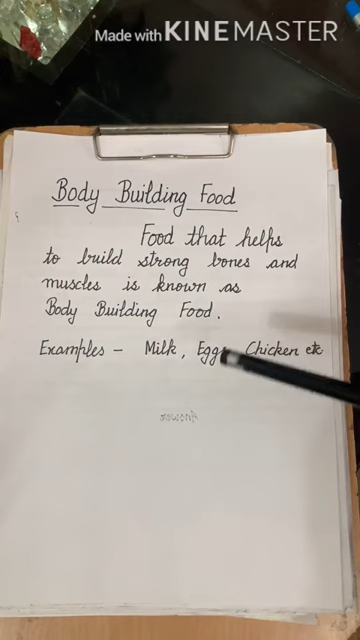 Made with KINEMASTER
Body Building Food
Food that helps
to build strong bones and
muscles is known as
Body Building Food.
Examples – Milk, Eggs Chicken etc
Answer